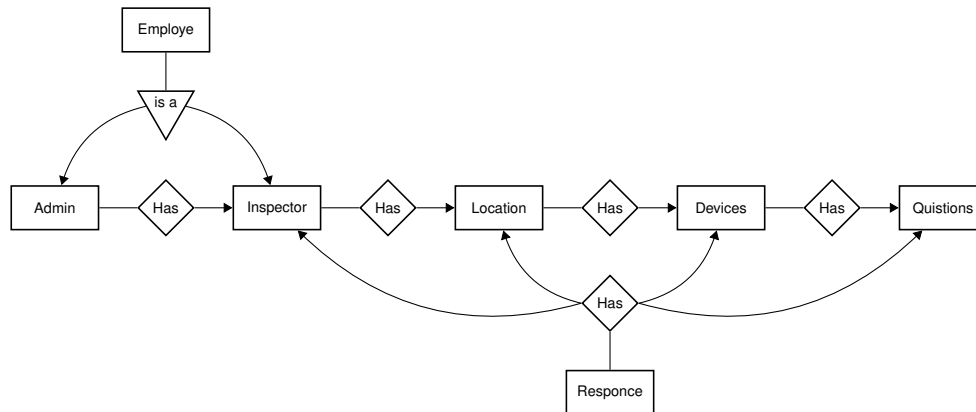 Employe
is a
Admin
Has
Inspector
Has
Location
Has
Devices
Has
Quistions
Has
Responce